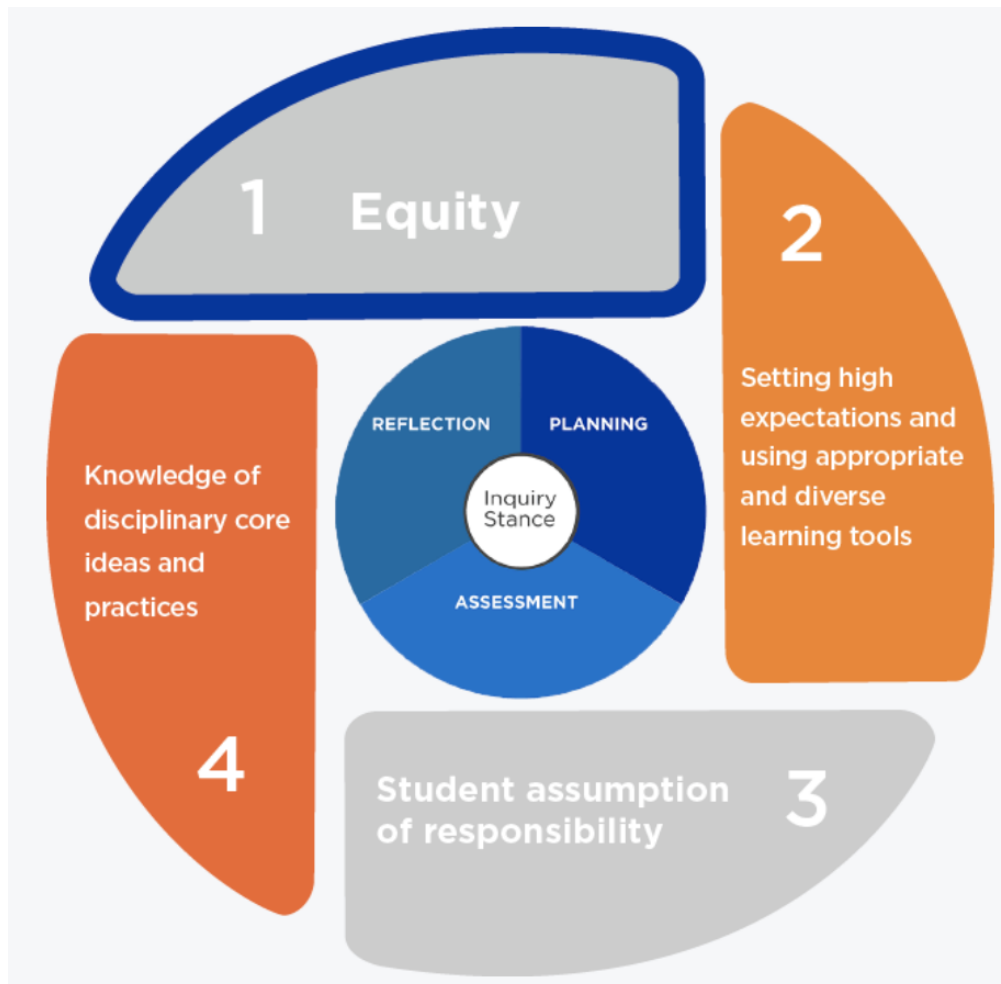 1 Equity
2
Setting high
expectations and
using appropriate
and diverse
learning tools
REFLECTION
PLANNING
Inquiry
Stance
ASSESSMENT
Student assumption
of responsibility
3
Knowledge of
disciplinary core
ideas and
practices
4